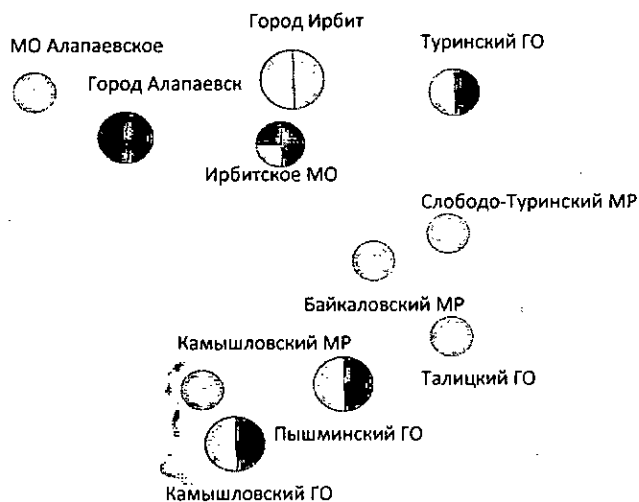 Город Ирбит
МО Алапаевское
Туринский ГО
Город Алапаевск
Ирбитское МО
Слободо-Туринский МР
Байкаловский МР
Камышловский МР
Талицкий ГО
Пышминский ГО
Камышловский ГО